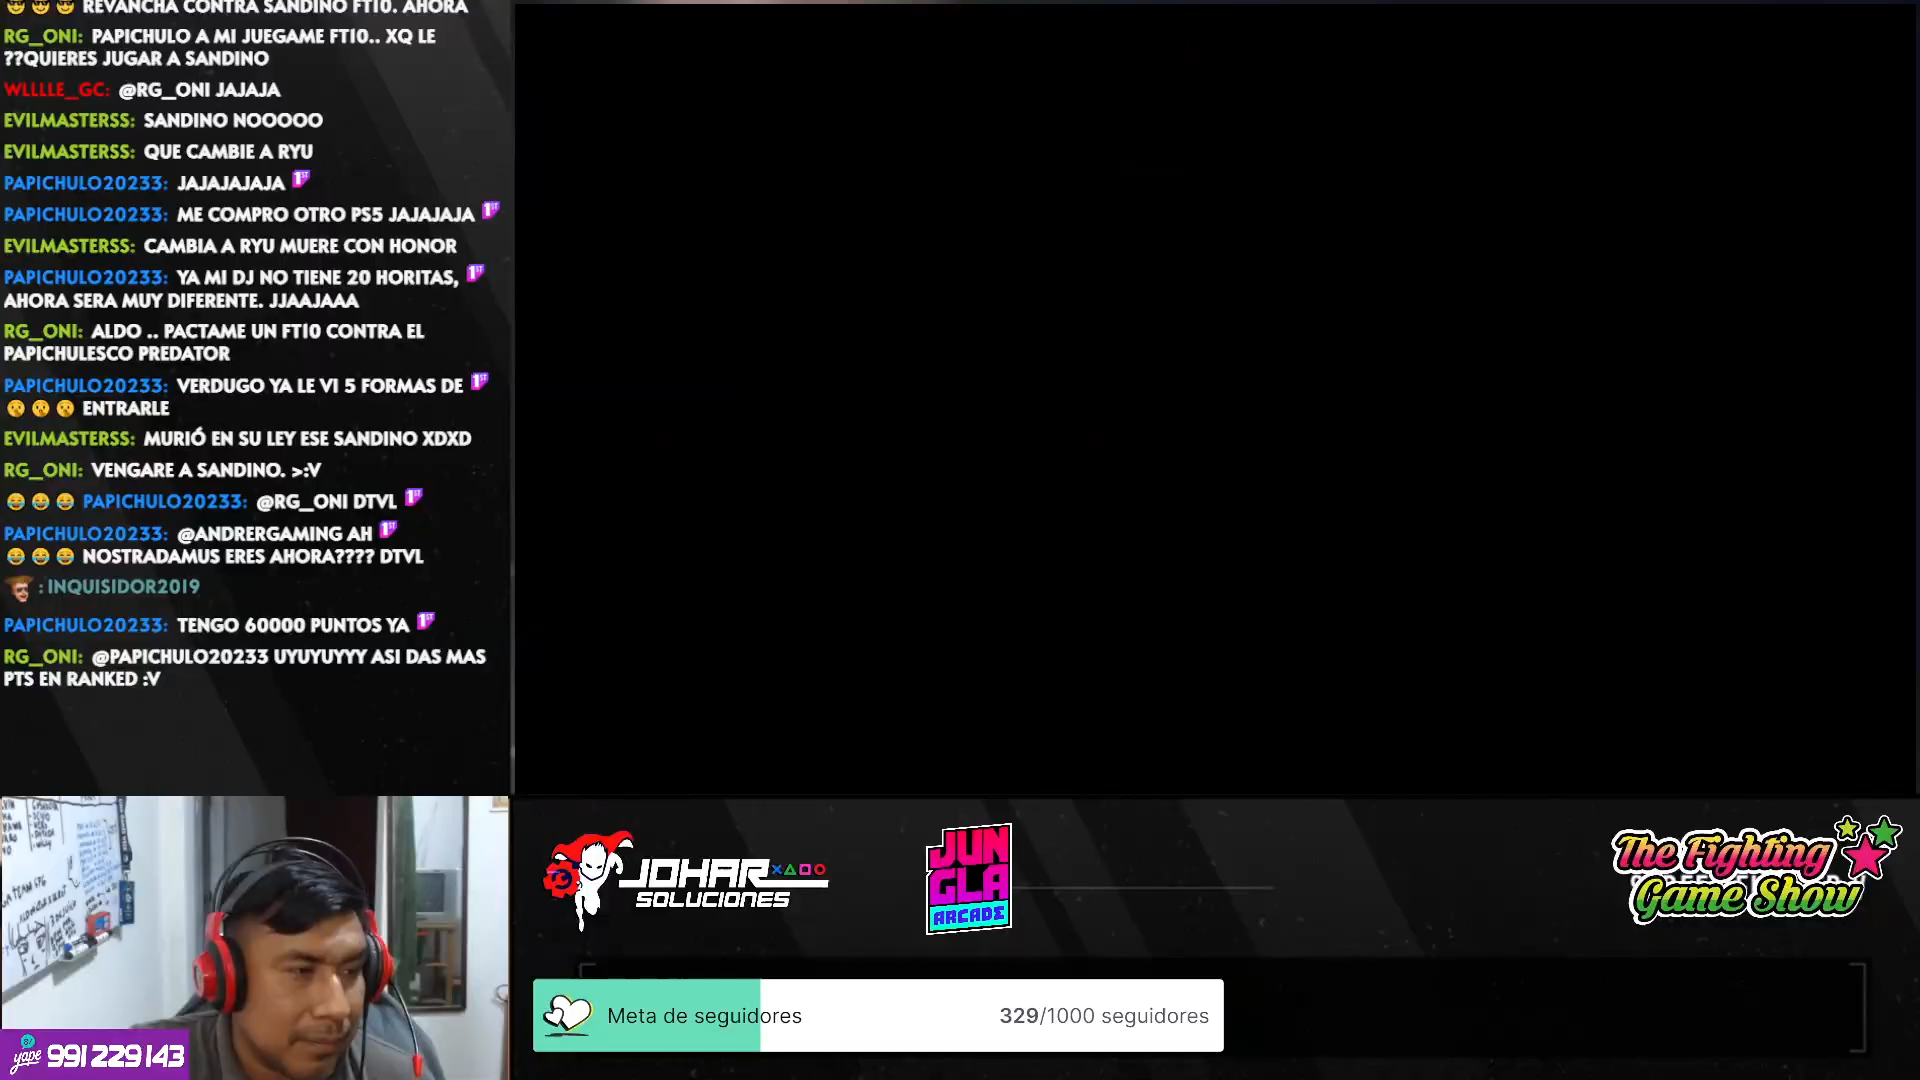 REVANCHA CONTRA SANDINO FT10. AHORA
RG_ONI: PAPICHULO A MI JUEGAME FT10.. XQ LE
??QUIERES JUGAR A SANDINO
WLLLLE_GC: @RG_ONI JAJAJA
EVILMASTERSS: SANDINO NOOOOO
EVILMASTERSS: QUE CAMBIE A RYU
PAPICHULO20233: JAJAJAJAJA
PAPICHULO20233: ME COMPRO OTRO PS5 JAJAJAJA
EVILMASTERSS: CAMBIA A RYU MUERE CON HONOR
PAPICHULO20233: YA MI DJ NO TIENE 20 HORITAS,
AHORA SERA MUY DIFERENTE. JJAAJAAA
RG_ONI: ALDO .. PACTAME UN FT10 CONTRA EL
PAPICHULESCO PREDATOR
PAPICHULO20233: VERDUGO YA LE VI 5 FORMAS DE
🤫 🤫 🤫 ENTRARLE
EVILMASTERSS: MURIÓ EN SU LEY ESE SANDINO XDXD
RG_ONI: VENGARE A SANDINO. >:V
😂 😂 😂 PAPICHULO20233: @RG_ONI DTVL
PAPICHULO20233: @ANDRERGAMING AH
😂 😂 😂 NOSTRADAMUS ERES AHORA???? DTVL
: INQUISIDOR2019
PAPICHULO20233: TENGO 60000 PUNTOS YA
RG_ONI: @PAPICHULO20233 UYUYUYYY ASI DAS MAS
PTS EN RANKED :V
JOHAR
SOLUCIONES
JUN
GLA
ARCADE
The Fighting
Game Show
Meta de seguidores 329/1000 seguidores
yape 991 229 143